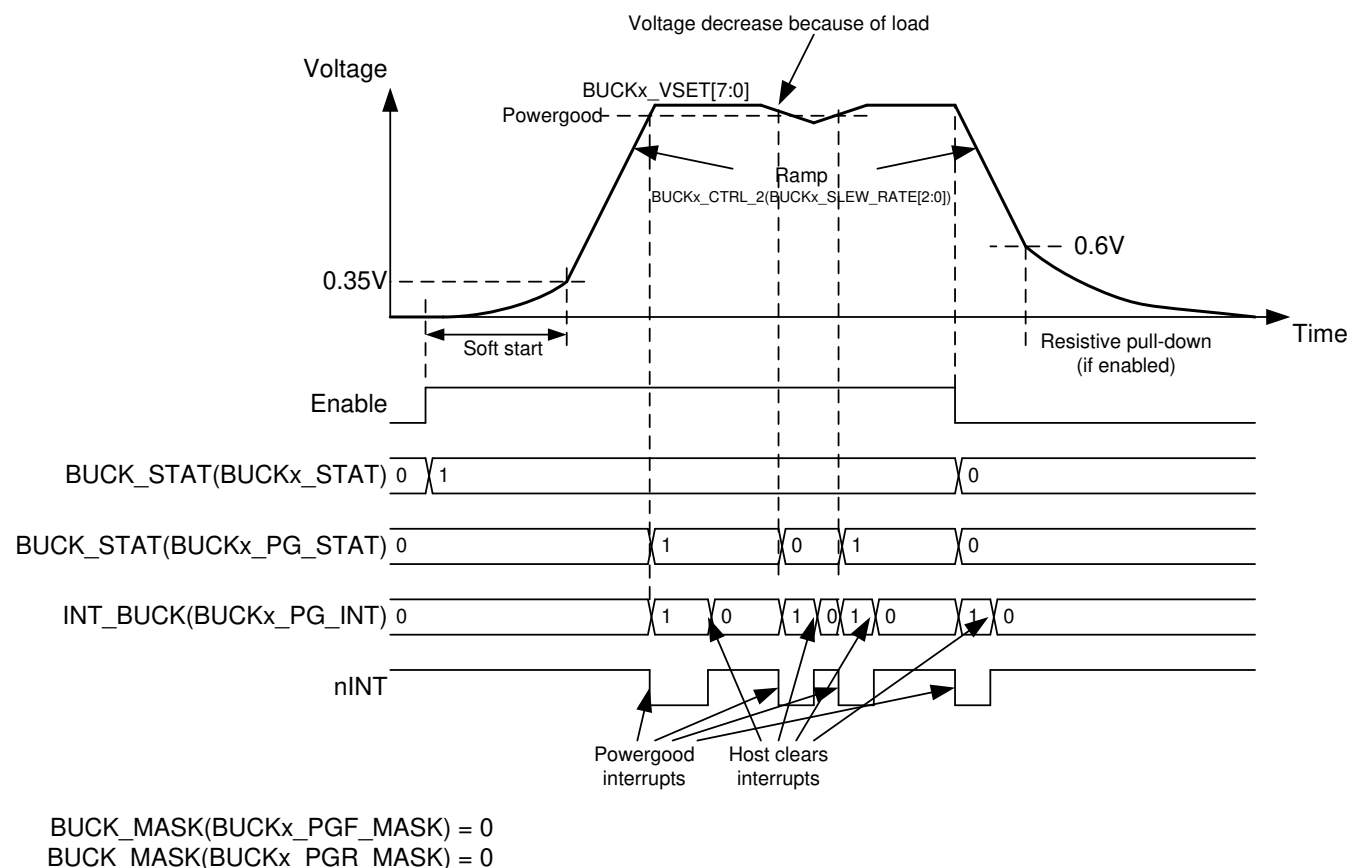 Voltage decrease because of load
Voltage
BUCKx_VSET[7:0]
Powergood
Ramp
BUCKx_CTRL_2(BUCKx_SLEW_RATE[2:0])
0.6V
0.35V
Time
Soft start
Resistive pull-down
(if enabled)
Enable
BUCK_STAT(BUCKx_STAT) 0 1 0
BUCK_STAT(BUCKx_PG_STAT) 0 1 0 1 0
INT_BUCK(BUCKx_PG_INT) 0 1 0 1 0 1 0 1 0
nINT
Powergood
interrupts
Host clears
interrupts
BUCK_MASK(BUCKx_PGF_MASK) = 0
BUCK_MASK(BUCKx_PGR_MASK) = 0